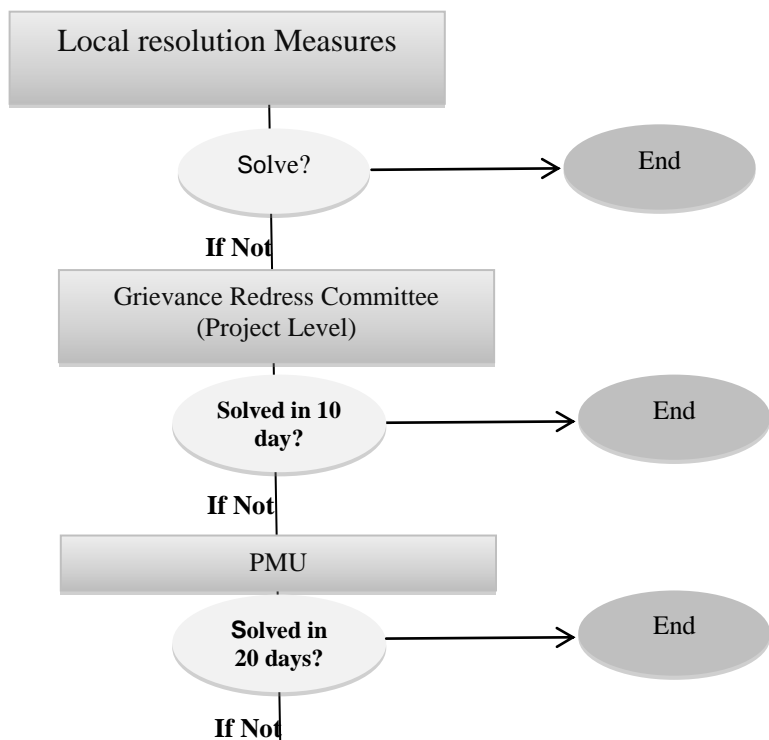 Local resolution Measures
Solve?
End
If Not
Grievance Redress Committee
(Project Level)
Solved in 10
day?
End
If Not
PMU
Solved in
20 days?
End
If Not